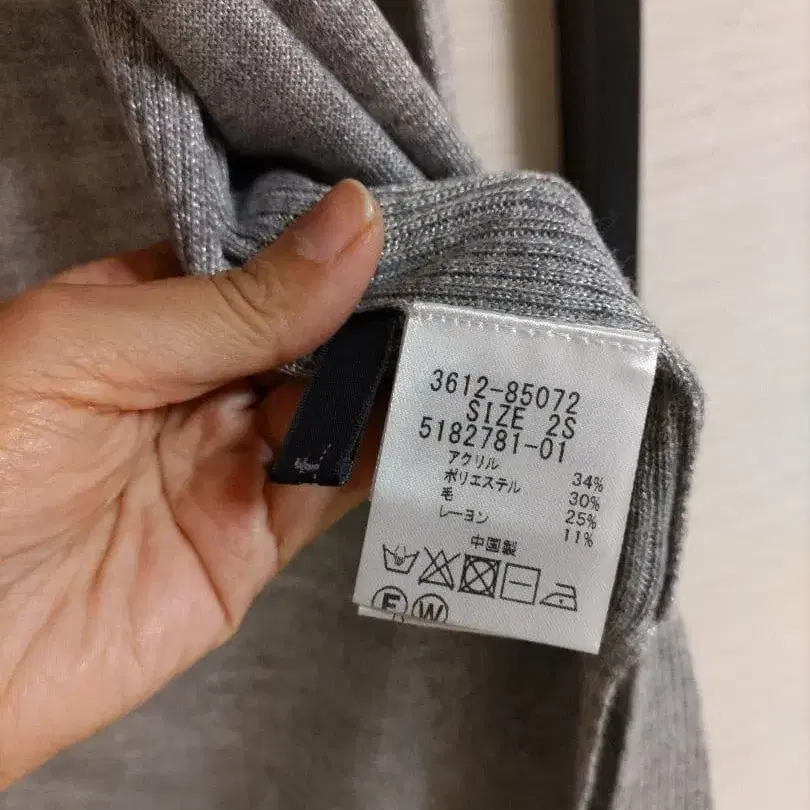 3612-85072
SIZE 2S
5182781-01
アクリル 34%
ポリエステル 30%
毛 25%
レーヨン 11%
中国製
F W